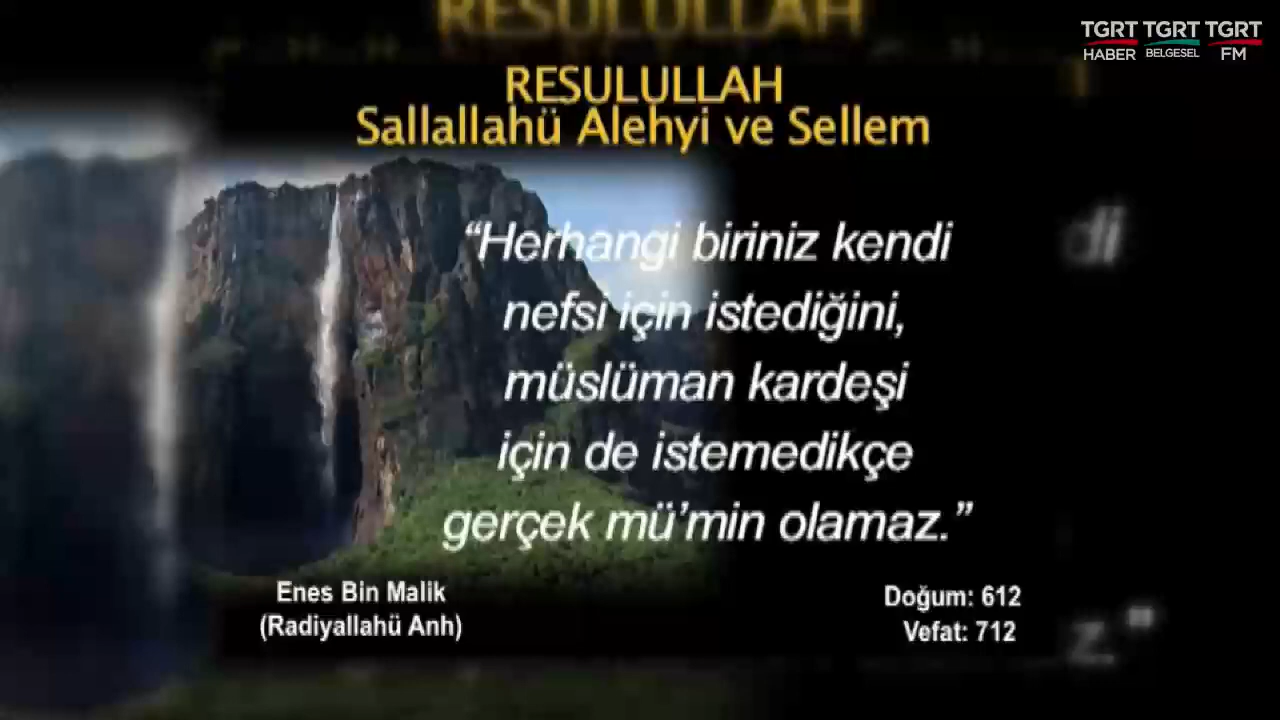 RESULULLAH
TGRT TGRT TGRT
HABER BELGESEL FM
RESULULLAH
Sallallahü Alehyi ve Sellem
“Herhangi biriniz kendi
nefsi için istediğini,
müslüman kardeşi
için de istemedikçe
gerçek mü’min olamaz.”
Enes Bin Malik
(Radiyallahü Anh)
Doğum: 612
Vefat: 712